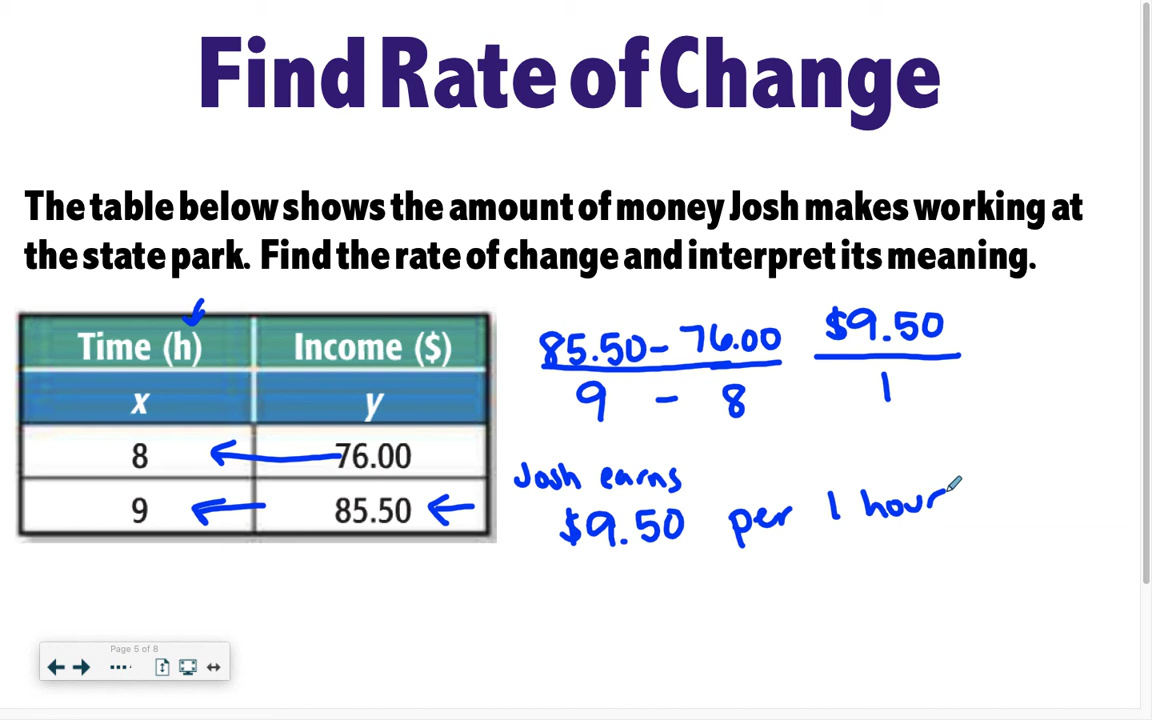 Find Rate of Change
The table below shows the amount of money Josh makes working at
the state park. Find the rate of change and interpret its meaning.
Time (h) Income ($)
x y
8 76.00
9 85.50
85.50 - 76.00 $9.50
9 - 8 1
Josh earns
$9.50 per 1 hour
Page 5 of 8